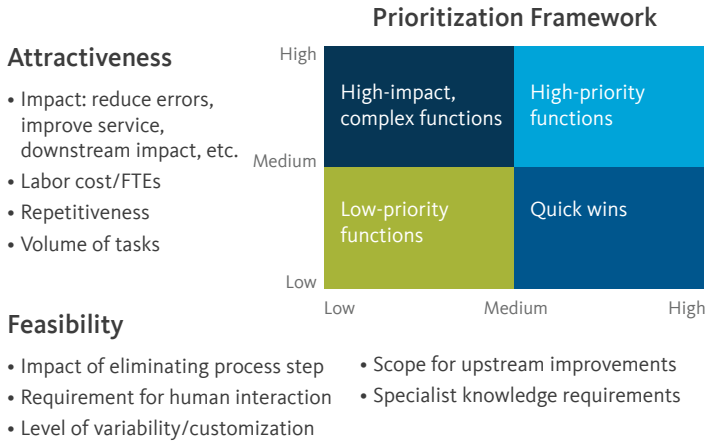 Prioritization Framework
Attractiveness
• Impact: reduce errors,
improve service,
downstream impact, etc.
• Labor cost/FTEs
• Repetitiveness
• Volume of tasks
High
Medium
Low
High-impact,
complex functions
High-priority
functions
Low-priority
functions
Quick wins
Low
Medium
High
Feasibility
• Impact of eliminating process step
• Requirement for human interaction
• Level of variability/customization
• Scope for upstream improvements
• Specialist knowledge requirements